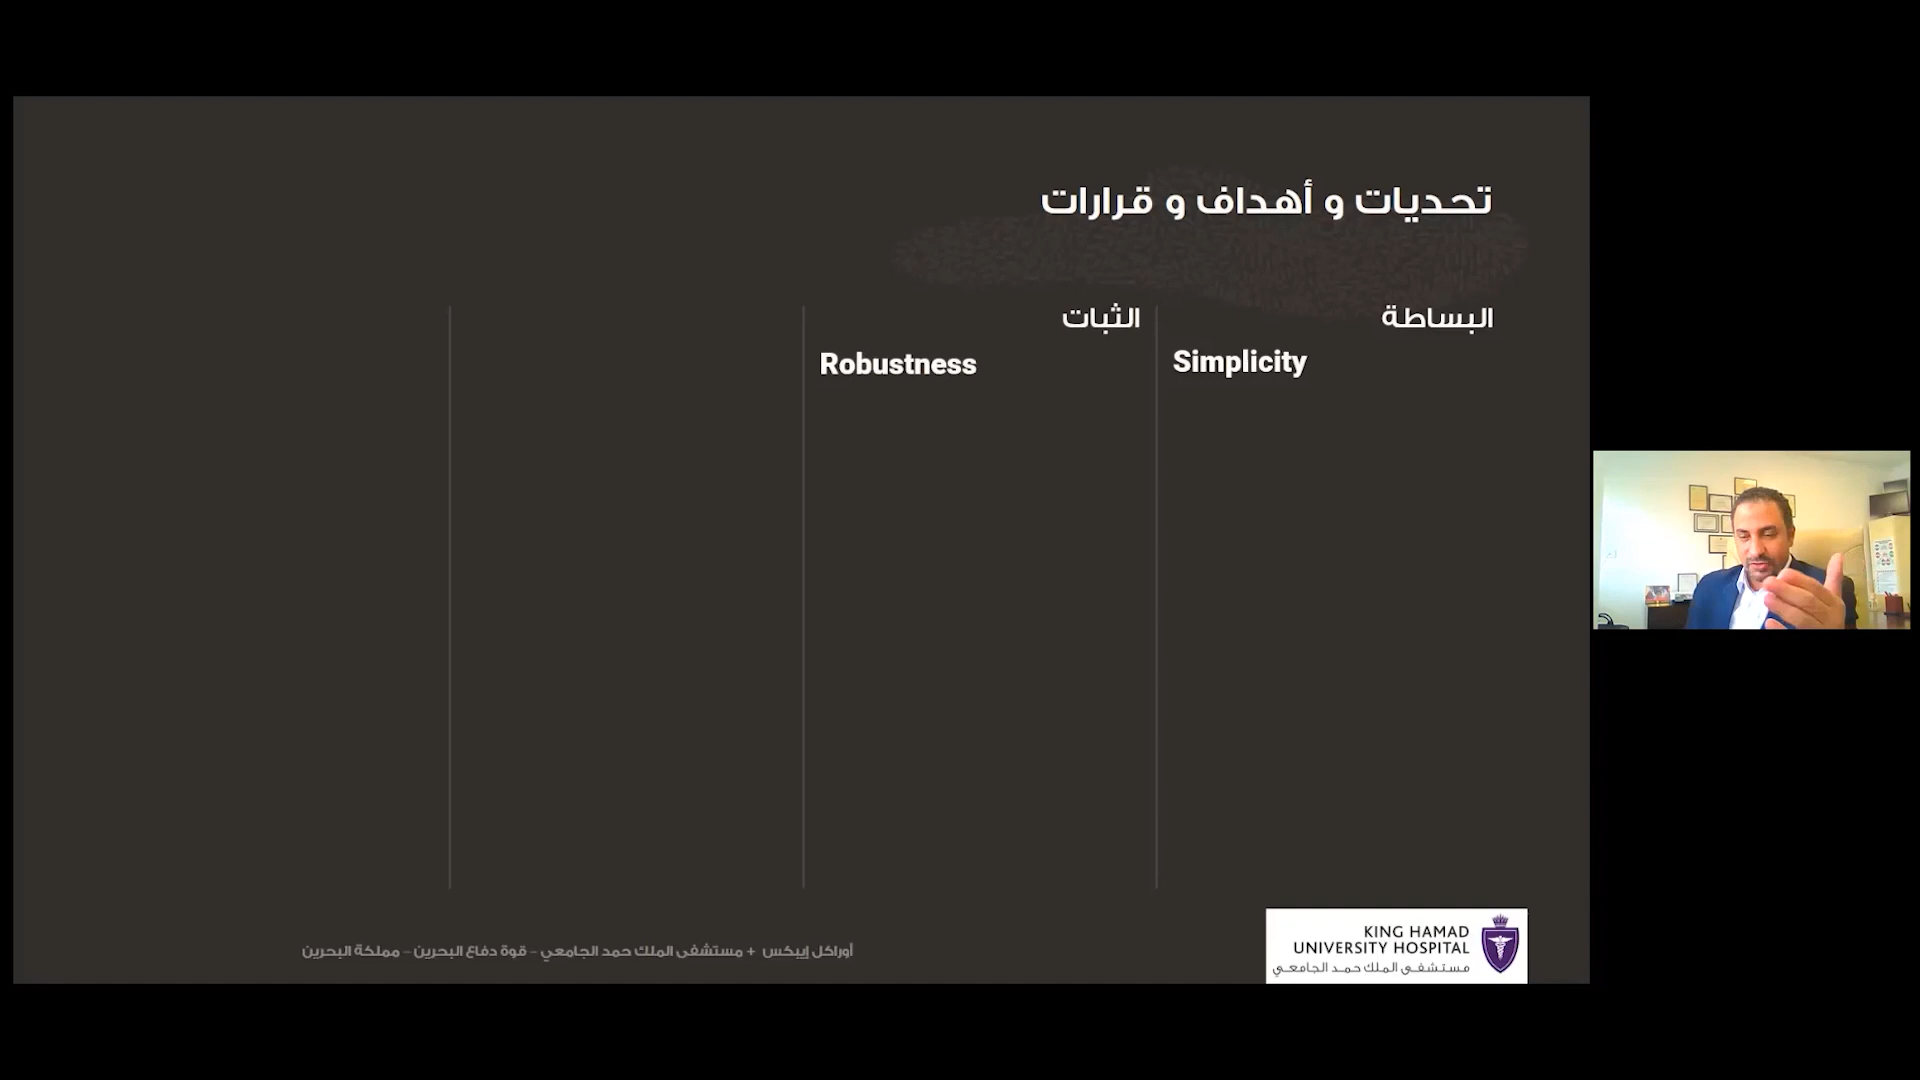 تحديات و أهداف و قرارات
البساطة
Simplicity
الثبات
Robustness
أوراكل إيبكس + مستشفى الملك حمد الجامعي - قوة دفاع البحرين - مملكة البحرين
KING HAMAD
UNIVERSITY HOSPITAL
مستشفى الملك حمد الجامعي